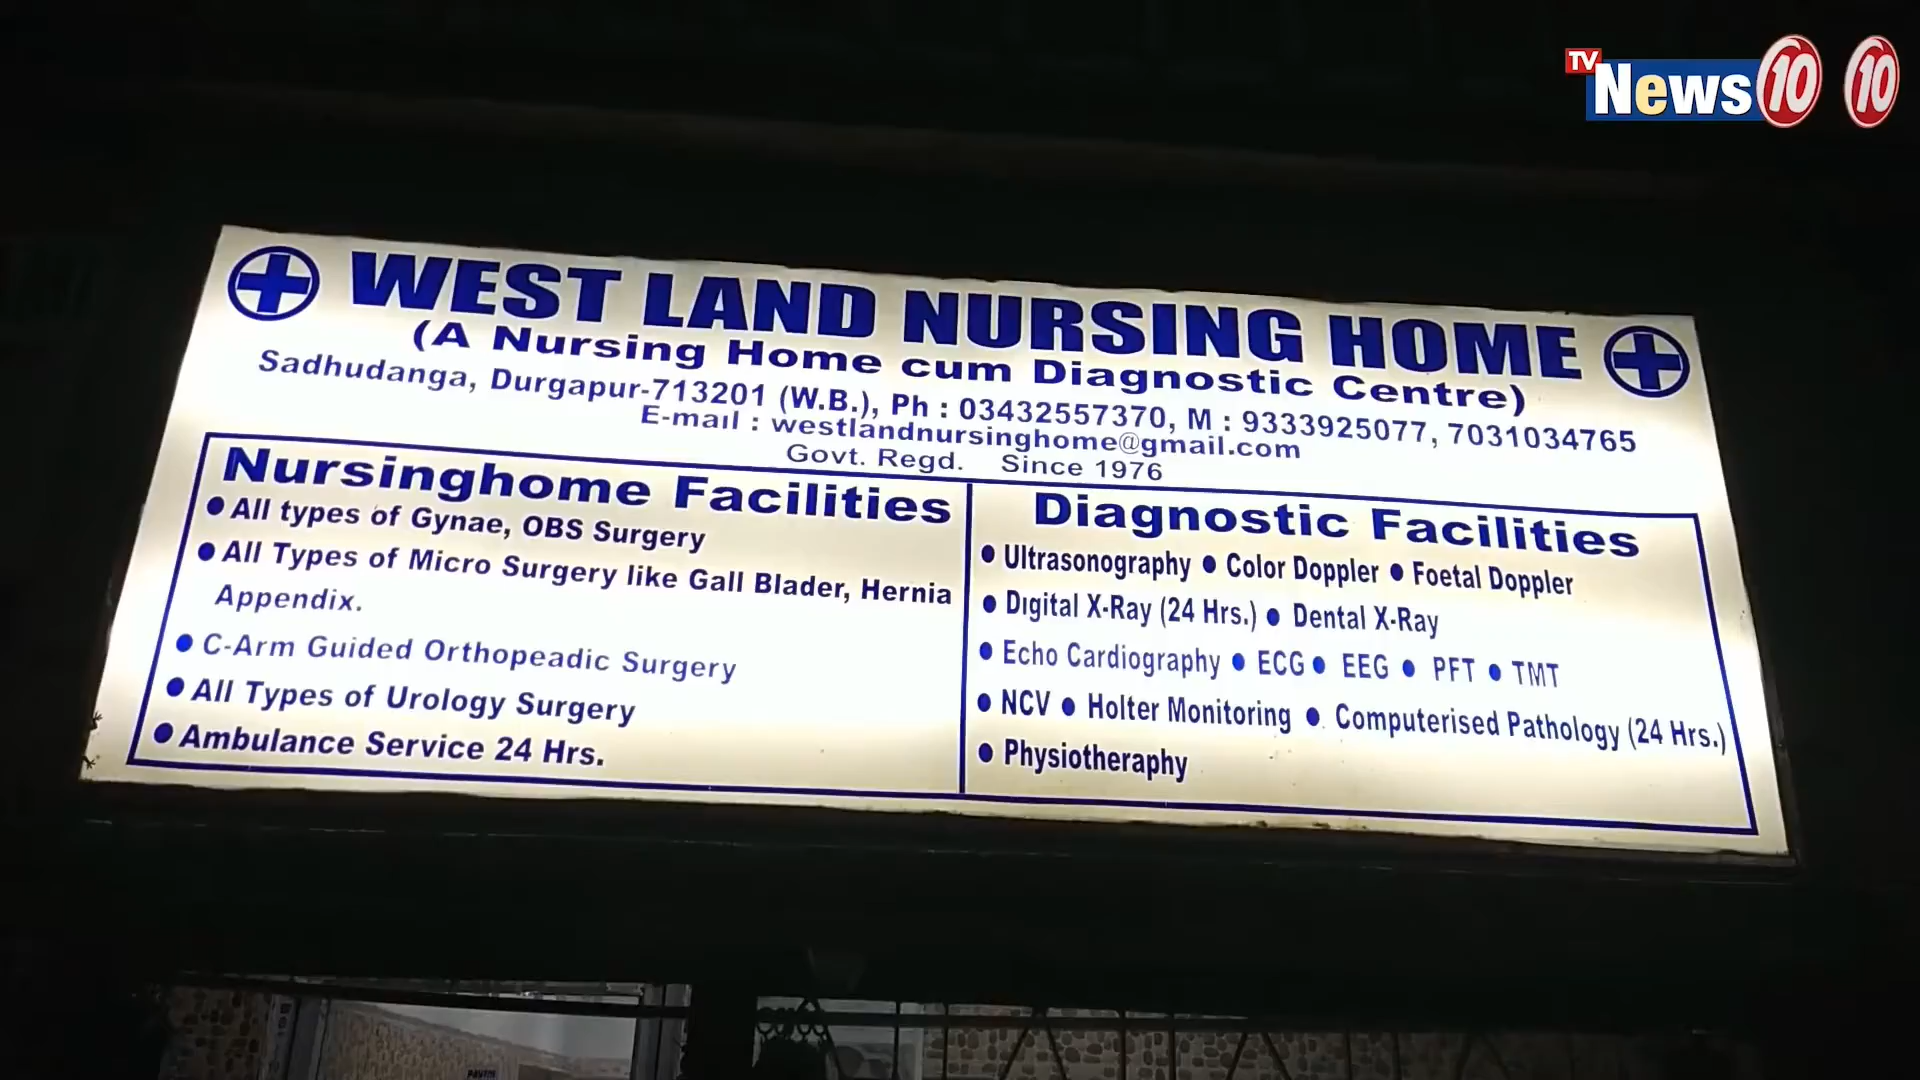 TV News 10 10
WEST LAND NURSING HOME
(A Nursing Home cum Diagnostic Centre)
Sadhudanga, Durgapur-713201 (W.B.), Ph : 03432557370, M : 9333925077, 7031034765
E-mail : westlandnursinghome@gmail.com
Govt. Regd. Since 1976
Nursinghome Facilities
● All types of Gynae, OBS Surgery
● All Types of Micro Surgery like Gall Blader, Hernia
Appendix.
● C-Arm Guided Orthopeadic Surgery
● All Types of Urology Surgery
● Ambulance Service 24 Hrs.
Diagnostic Facilities
● Ultrasonography ● Color Doppler ● Foetal Doppler
● Digital X-Ray (24 Hrs.) ● Dental X-Ray
● Echo Cardiography ● ECG ● EEG ● PFT ● TMT
● NCV ● Holter Monitoring ● Computerised Pathology (24 Hrs.)
● Physiotheraphy